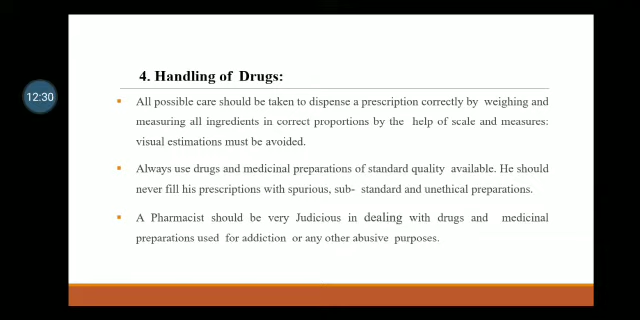 12:30
4. Handling of Drugs:
All possible care should be taken to dispense a prescription correctly by weighing and
measuring all ingredients in correct proportions by the help of scale and measures:
visual estimations must be avoided.
Always use drugs and medicinal preparations of standard quality available. He should
never fill his prescriptions with spurious, sub- standard and unethical preparations.
A Pharmacist should be very Judicious in dealing with drugs and medicinal
preparations used for addiction or any other abusive purposes.